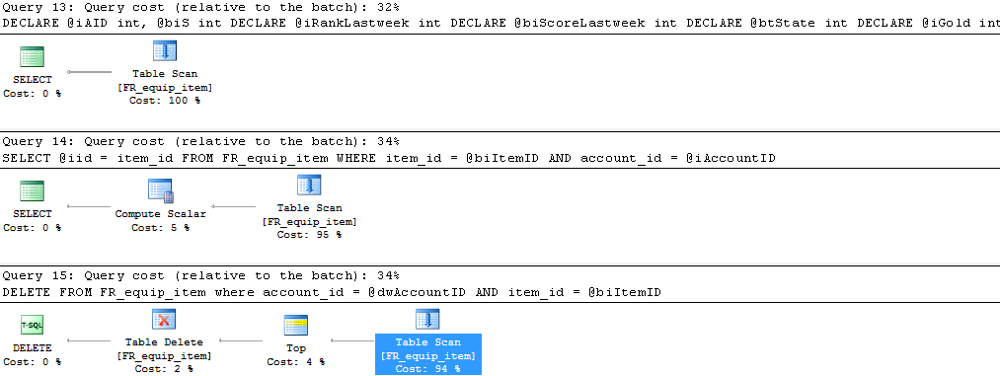 Query 13: Query cost (relative to the batch): 32%
DECLARE @iAID int, @biS int DECLARE @iRankLastweek int DECLARE @biScoreLastweek int DECLARE @btState int DECLARE @iGold int
SELECT
Cost: 0 %
Table Scan
[FR_equip_item]
Cost: 100 %
Query 14: Query cost (relative to the batch): 34%
SELECT @iid = item_id FROM FR_equip_item WHERE item_id = @biItemID AND account_id = @iAccountID
SELECT
Cost: 0 %
Compute Scalar
Cost: 5 %
Table Scan
[FR_equip_item]
Cost: 95 %
Query 15: Query cost (relative to the batch): 34%
DELETE FROM FR_equip_item where account_id = @dwAccountID AND item_id = @biItemID
T-SQL
DELETE
Cost: 0 %
Table Delete
[FR_equip_item]
Cost: 2 %
Top
Cost: 4 %
Table Scan
[FR_equip_item]
Cost: 94 %